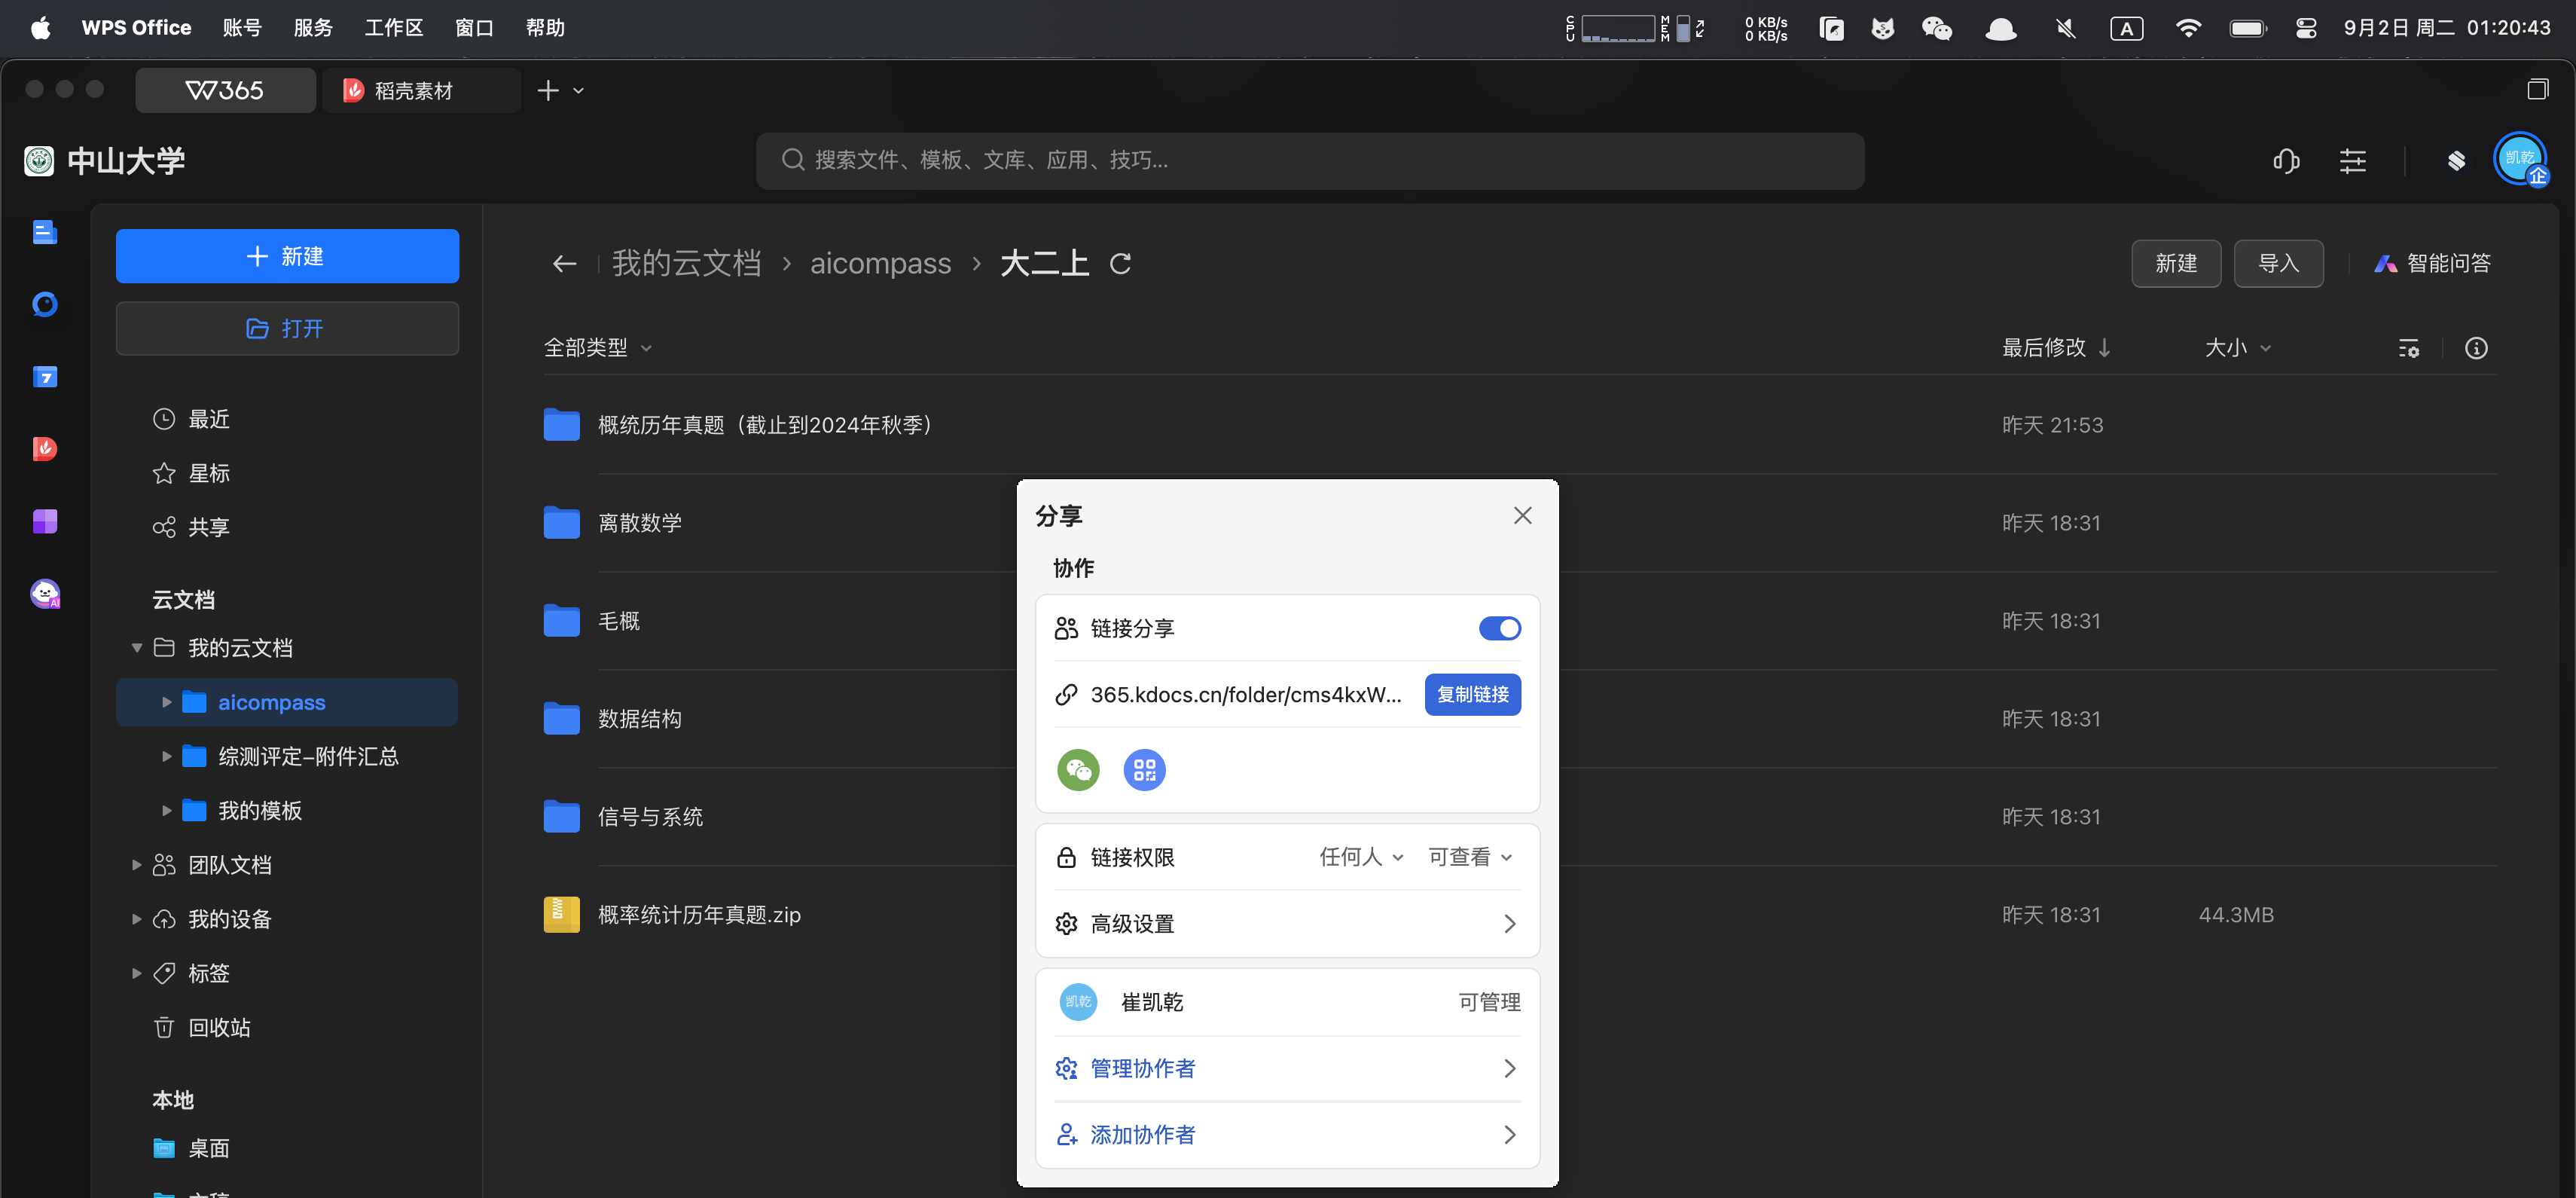 WPS Office 账号 服务 工作区 窗口 帮助
CPU MEM 0 KB/s
0 KB/s
A 9月2日 周二 01:20:43
365 稻壳素材
中山大学
搜索文件、模板、文库、应用、技巧...
凯乾
企
新建
打开
7
最近
星标
共享
AI
云文档
我的云文档
aicompass
综测评定-附件汇总
我的模板
团队文档
我的设备
标签
回收站
本地
桌面
我的云文档 › aicompass › 大二上
新建 导入 智能问答
全部类型 最后修改 大小
概统历年真题（截止到2024年秋季） 昨天 21:53
离散数学 昨天 18:31
毛概 昨天 18:31
数据结构 昨天 18:31
信号与系统 昨天 18:31
概率统计历年真题.zip 昨天 18:31 44.3MB
分享
协作
链接分享
365.kdocs.cn/folder/cms4kxW... 复制链接
链接权限 任何人 可查看
高级设置
凯乾 崔凯乾 可管理
管理协作者
添加协作者